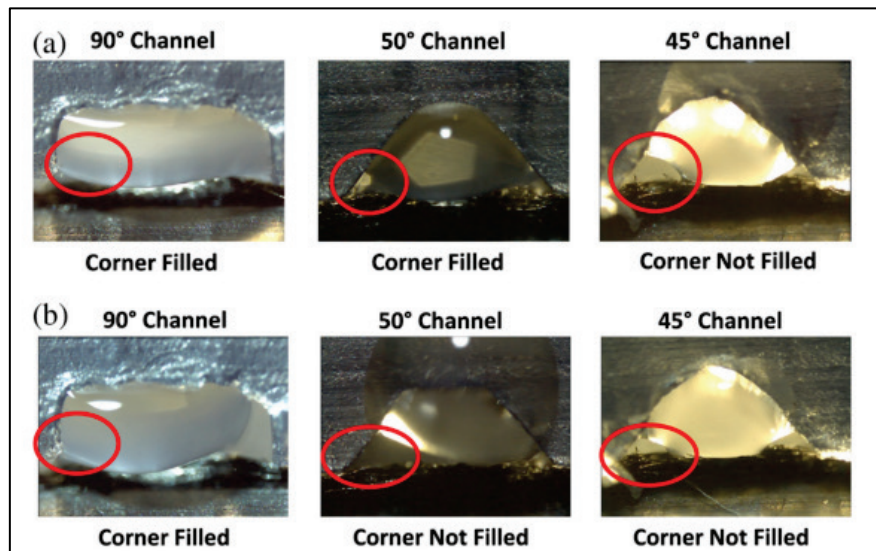 (a)
90° Channel 50° Channel 45° Channel
Corner Filled Corner Filled Corner Not Filled
(b)
90° Channel 50° Channel 45° Channel
Corner Filled Corner Not Filled Corner Not Filled